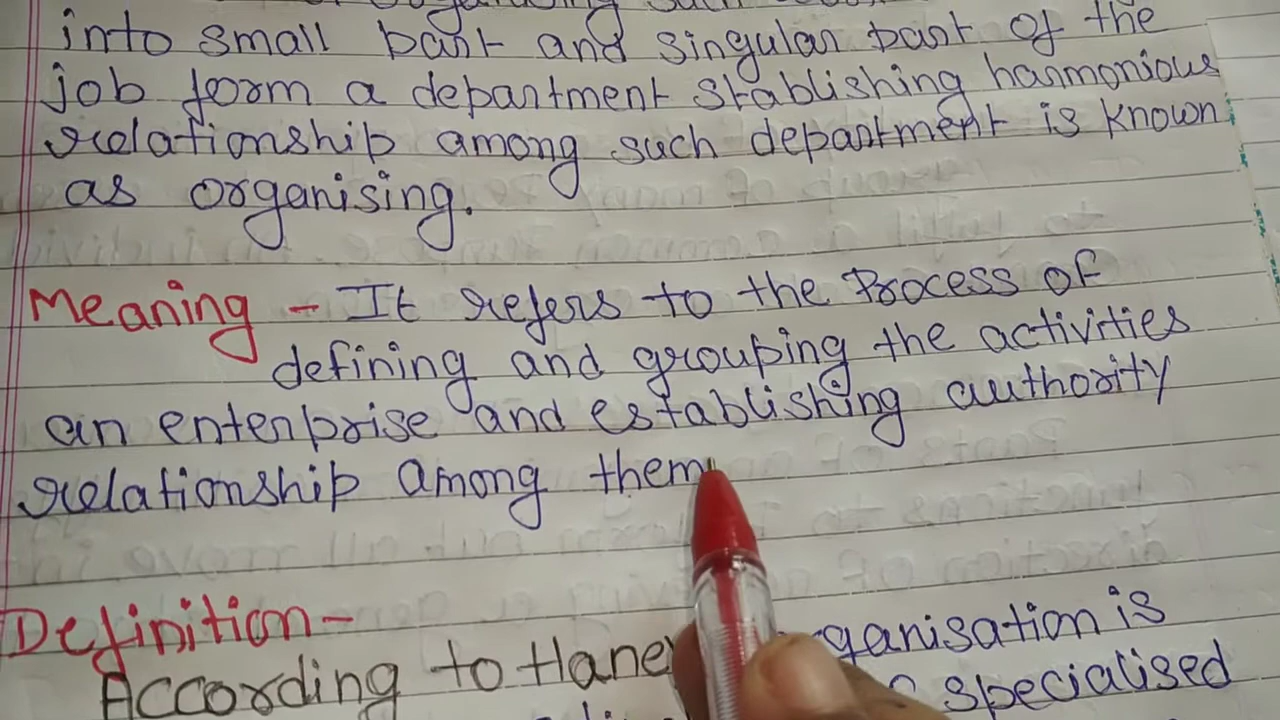 into small part and singular part of the
job form a department stablishing harmonious
relationship among such department is known
as organising.
Meaning - It refers to the Process of
defining and grouping the activities
an enterprise and establishing authority
relationship among them
Definition-
According to Haney organisation is
specialised